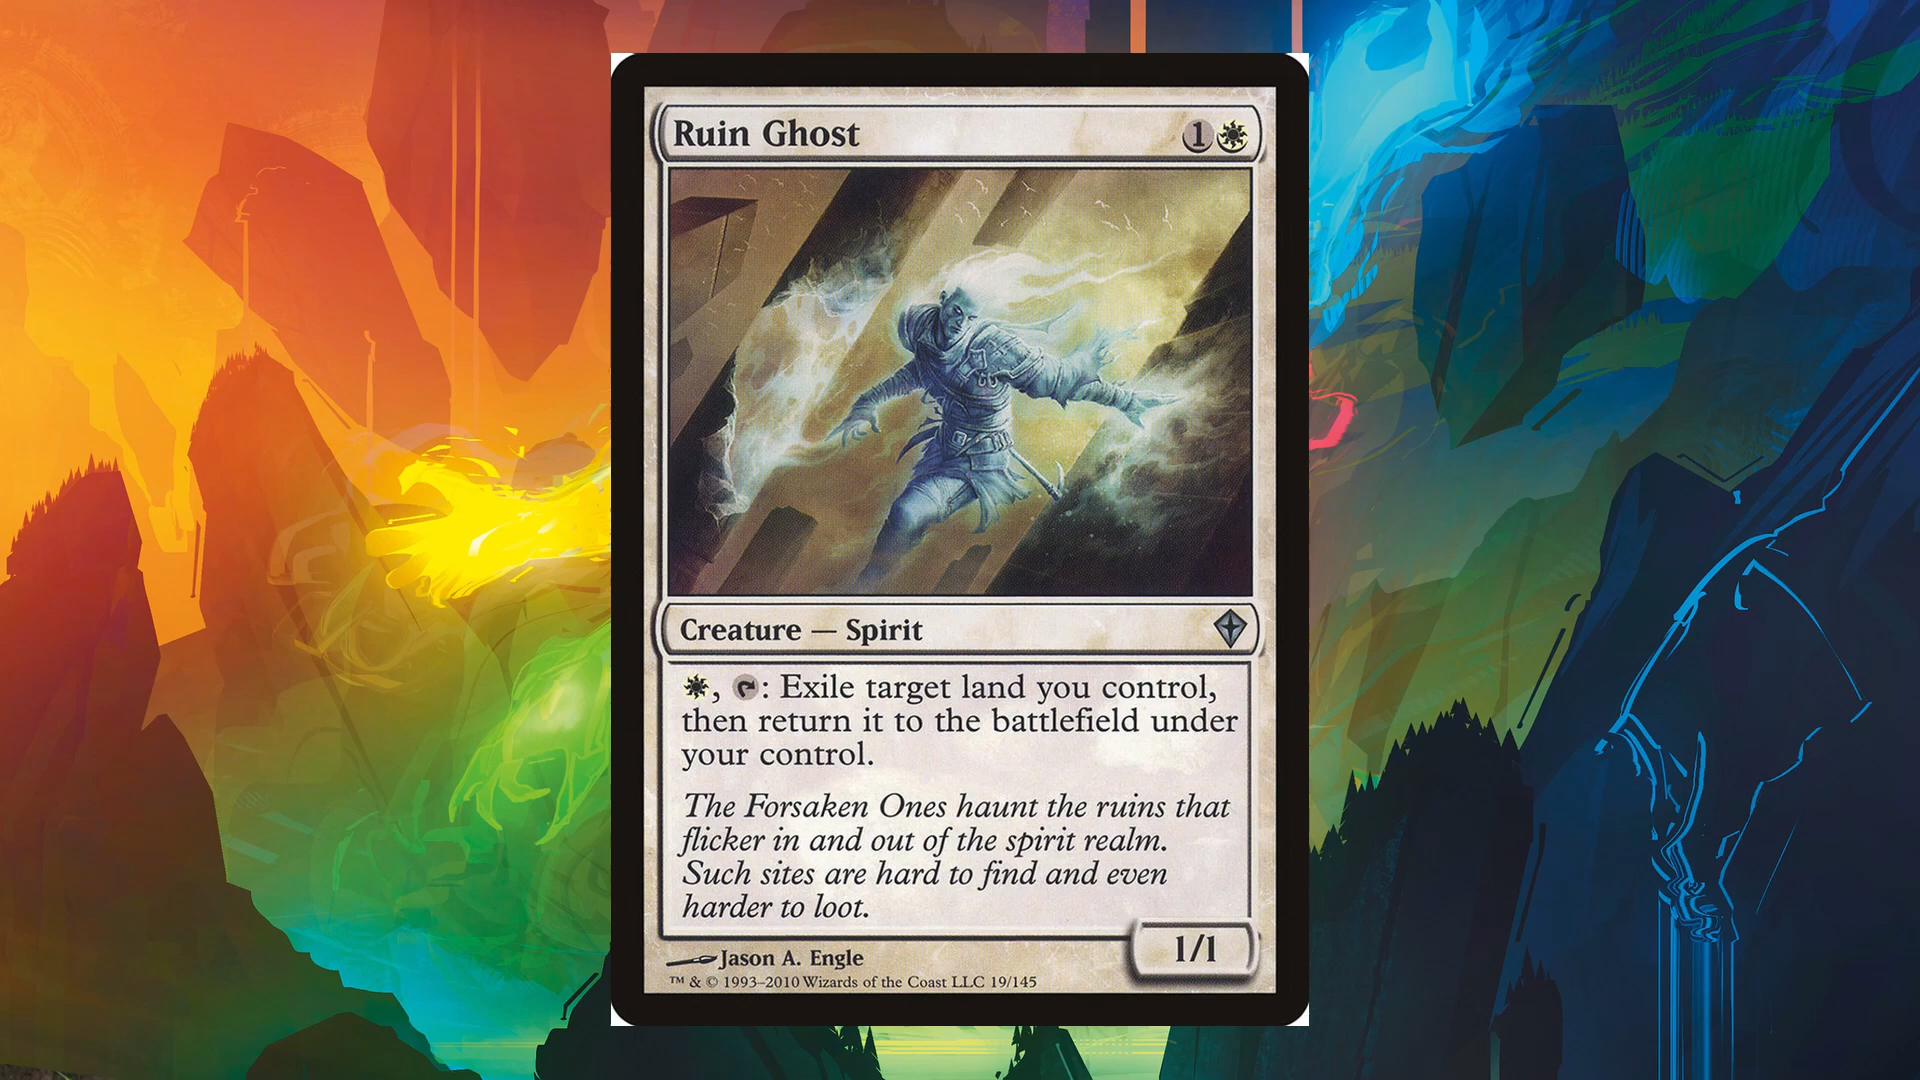 Ruin Ghost 1
Creature — Spirit
, : Exile target land you control,
then return it to the battlefield under
your control.
The Forsaken Ones haunt the ruins that
flicker in and out of the spirit realm.
Such sites are hard to find and even
harder to loot.
1/1
Jason A. Engle
™ & © 1993–2010 Wizards of the Coast LLC 19/145